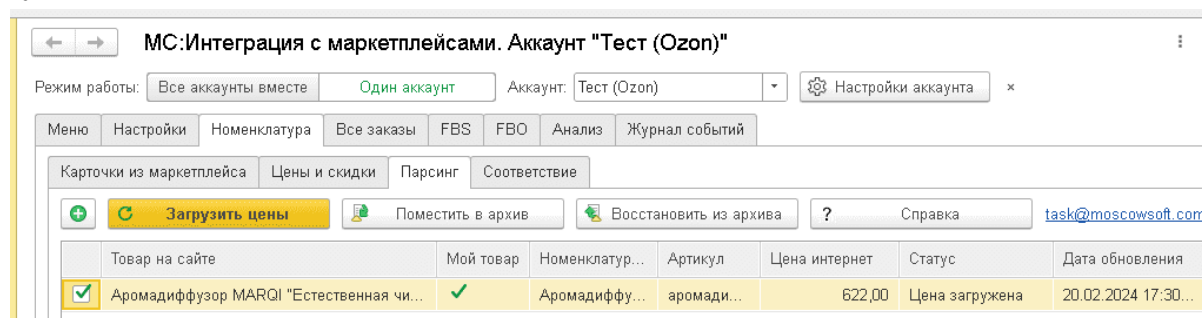 МС:Интеграция с маркетплейсами. Аккаунт "Тест (Ozon)"
Режим работы: Все аккаунты вместе Один аккаунт Аккаунт: Тест (Ozon) Настройки аккаунта ×
Меню Настройки Номенклатура Все заказы FBS FBO Анализ Журнал событий
Карточки из маркетплейса Цены и скидки Парсинг Соответствие
Загрузить цены Поместить в архив Восстановить из архива ? Справка task@moscowsoft.com
Товар на сайте Мой товар Номенклатур... Артикул Цена интернет Статус Дата обновления
Аромадиффузор MARQI "Естественная чи... Аромадиффу... аромади... 622,00 Цена загружена 20.02.2024 17:30...